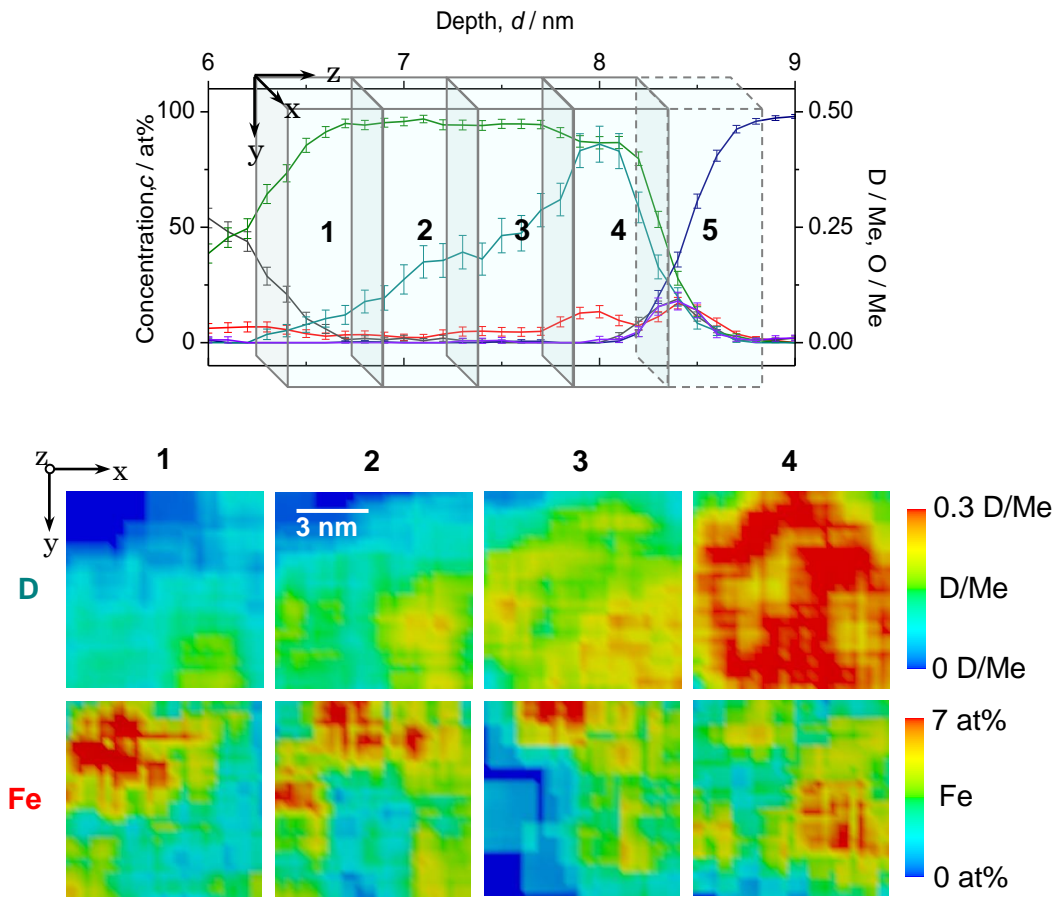 Depth, d / nm
6 7 8 9
z
x
y
100 50 0
Concentration,c / at%
1 2 3 4 5
0.50 0.25 0.00
D / Me, O / Me
z x y
1 2 3 4
3 nm
D
0.3 D/Me
D/Me
0 D/Me
Fe
7 at%
Fe
0 at%